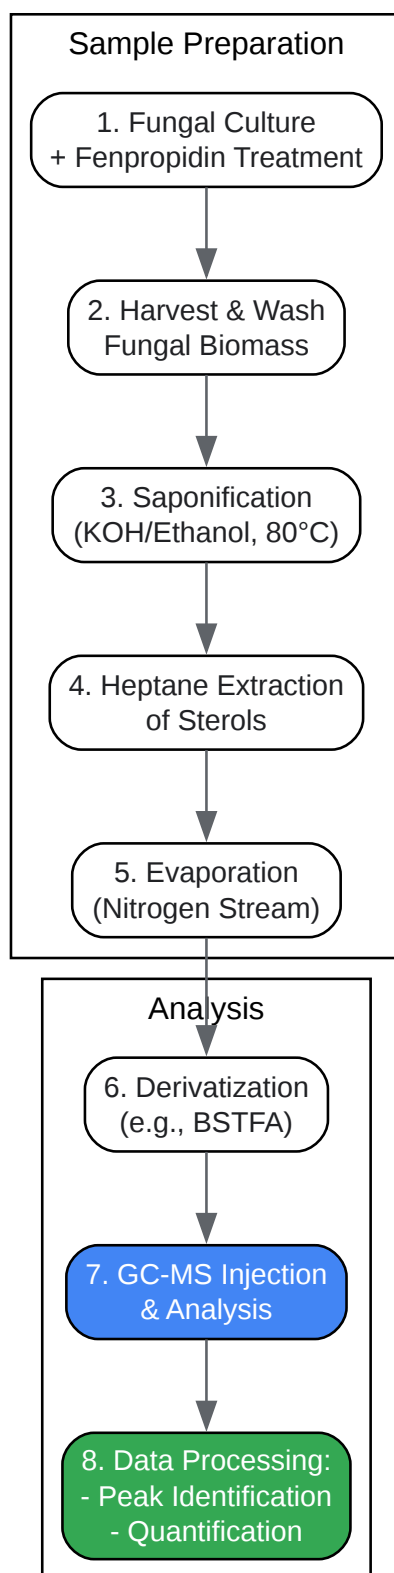 Sample Preparation
1. Fungal Culture
+ Fenpropidin Treatment
2. Harvest & Wash
Fungal Biomass
3. Saponification
(KOH/Ethanol, 80°C)
4. Heptane Extraction
of Sterols
5. Evaporation
(Nitrogen Stream)
Analysis
6. Derivatization
(e.g., BSTFA)
7. GC-MS Injection
& Analysis
8. Data Processing:
- Peak Identification
- Quantification